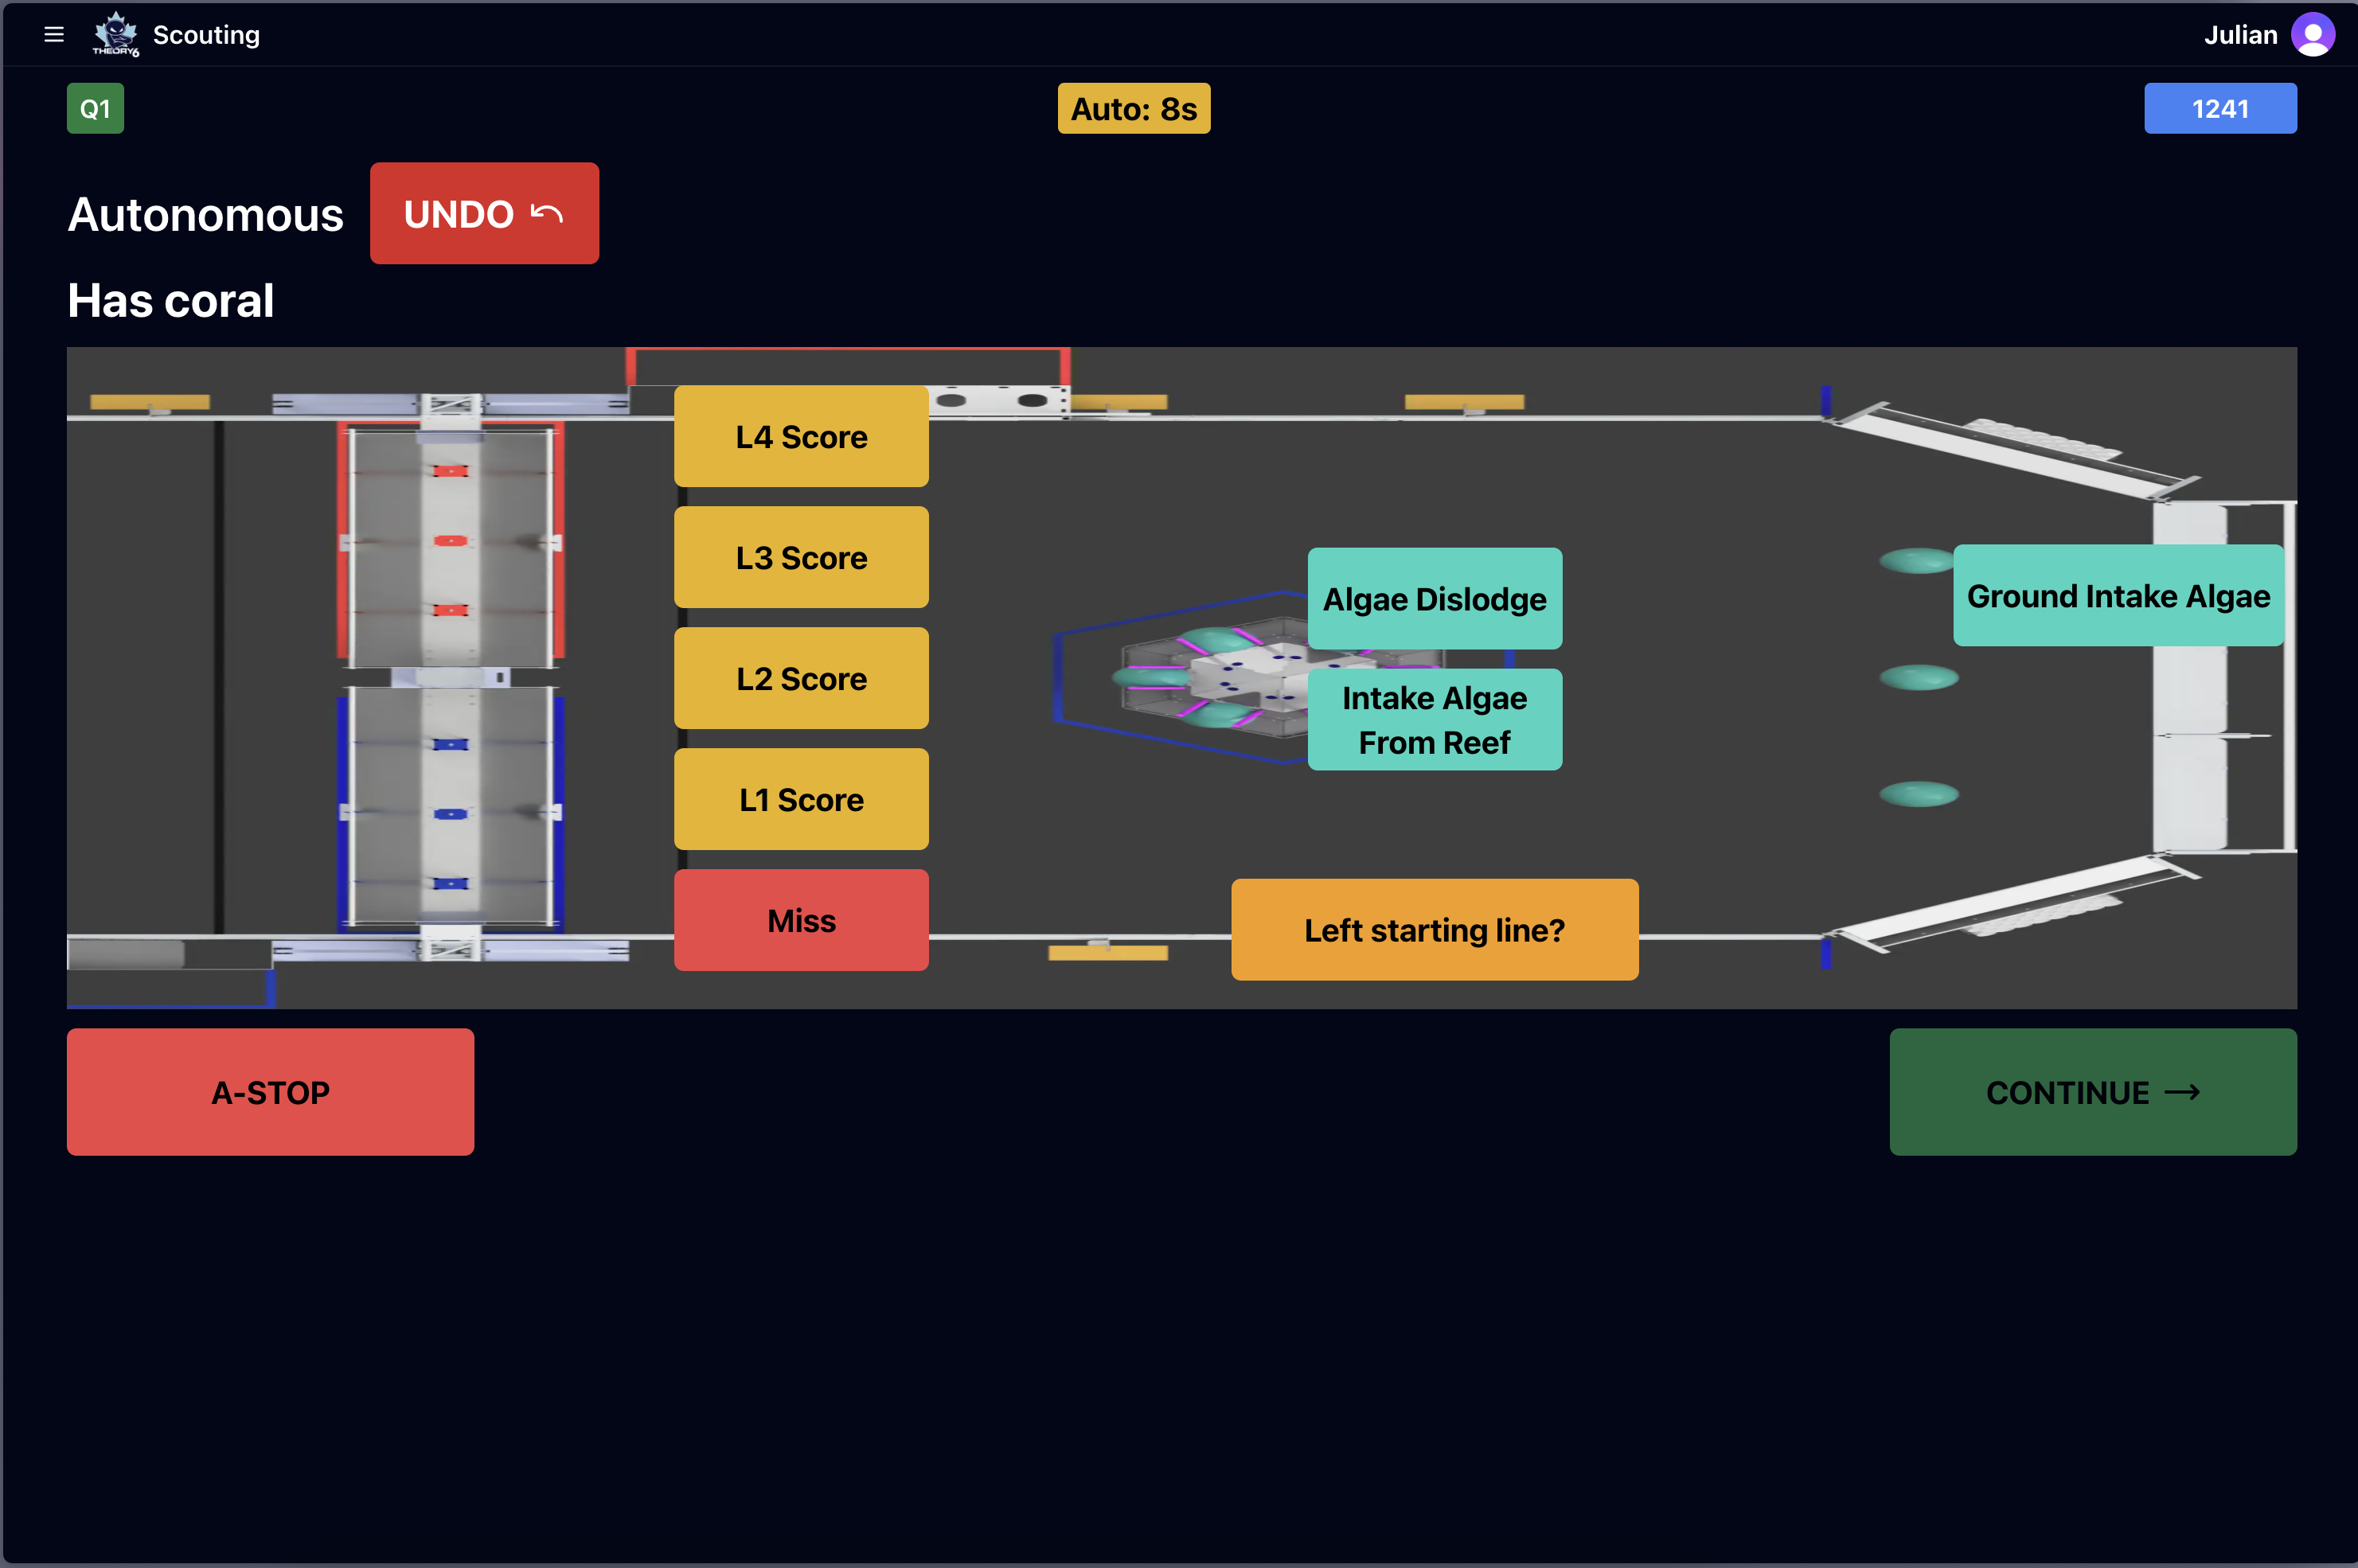 THEORY6
Scouting
Julian
Q1
Auto: 8s
1241
Autonomous
UNDO
Has coral
L4 Score
L3 Score
L2 Score
L1 Score
Miss
Algae Dislodge
Intake Algae
From Reef
Ground Intake Algae
Left starting line?
A-STOP
CONTINUE →